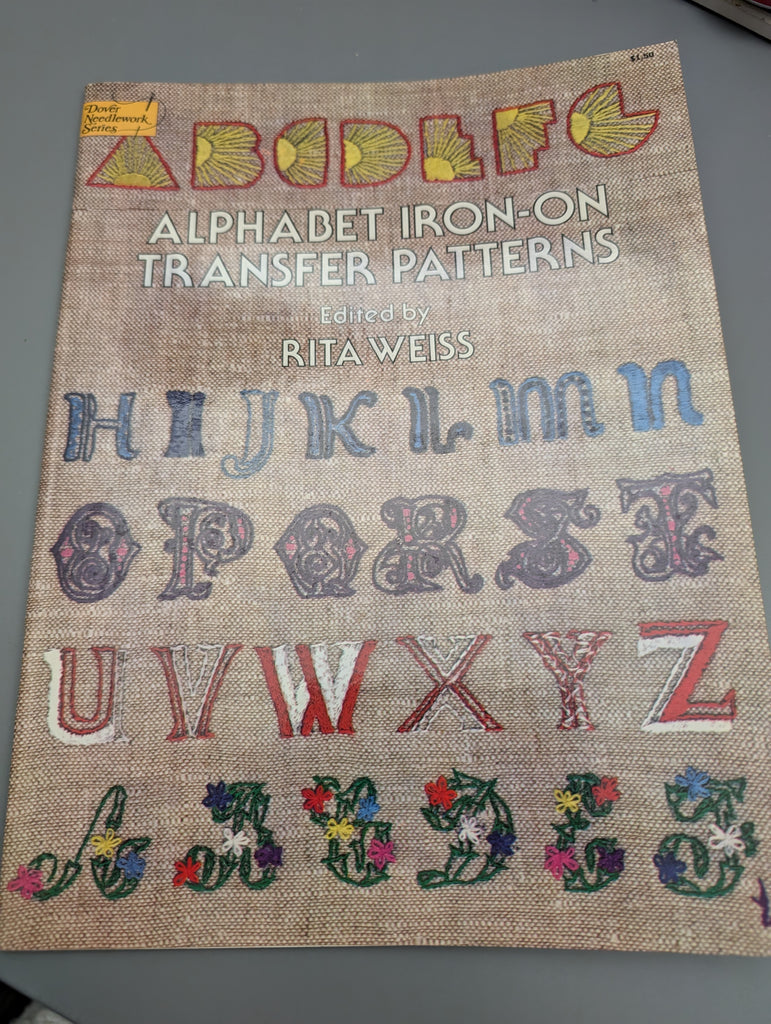 $1.50
Dover
Needlework
Series
ABCDEFG
ALPHABET IRON-ON
TRANSFER PATTERNS
Edited by
RITA WEISS
HIJKLMN
OPQRST
UVWXYZ